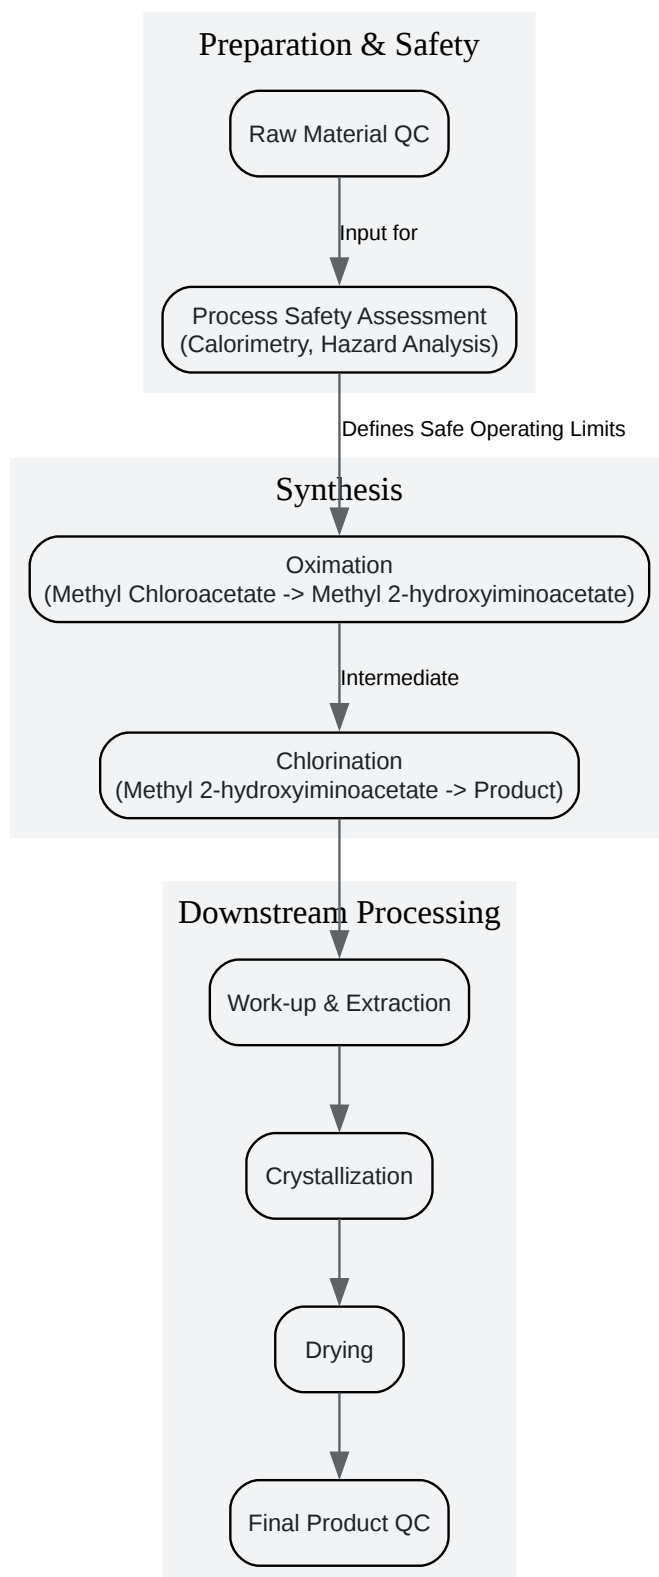 Preparation & Safety
Raw Material QC
Input for
Process Safety Assessment
(Calorimetry, Hazard Analysis)
Defines Safe Operating Limits
Synthesis
Oximation
(Methyl Chloroacetate -> Methyl 2-hydroxyiminoacetate)
Intermediate
Chlorination
(Methyl 2-hydroxyiminoacetate -> Product)
Downstream Processing
Work-up & Extraction
Crystallization
Drying
Final Product QC